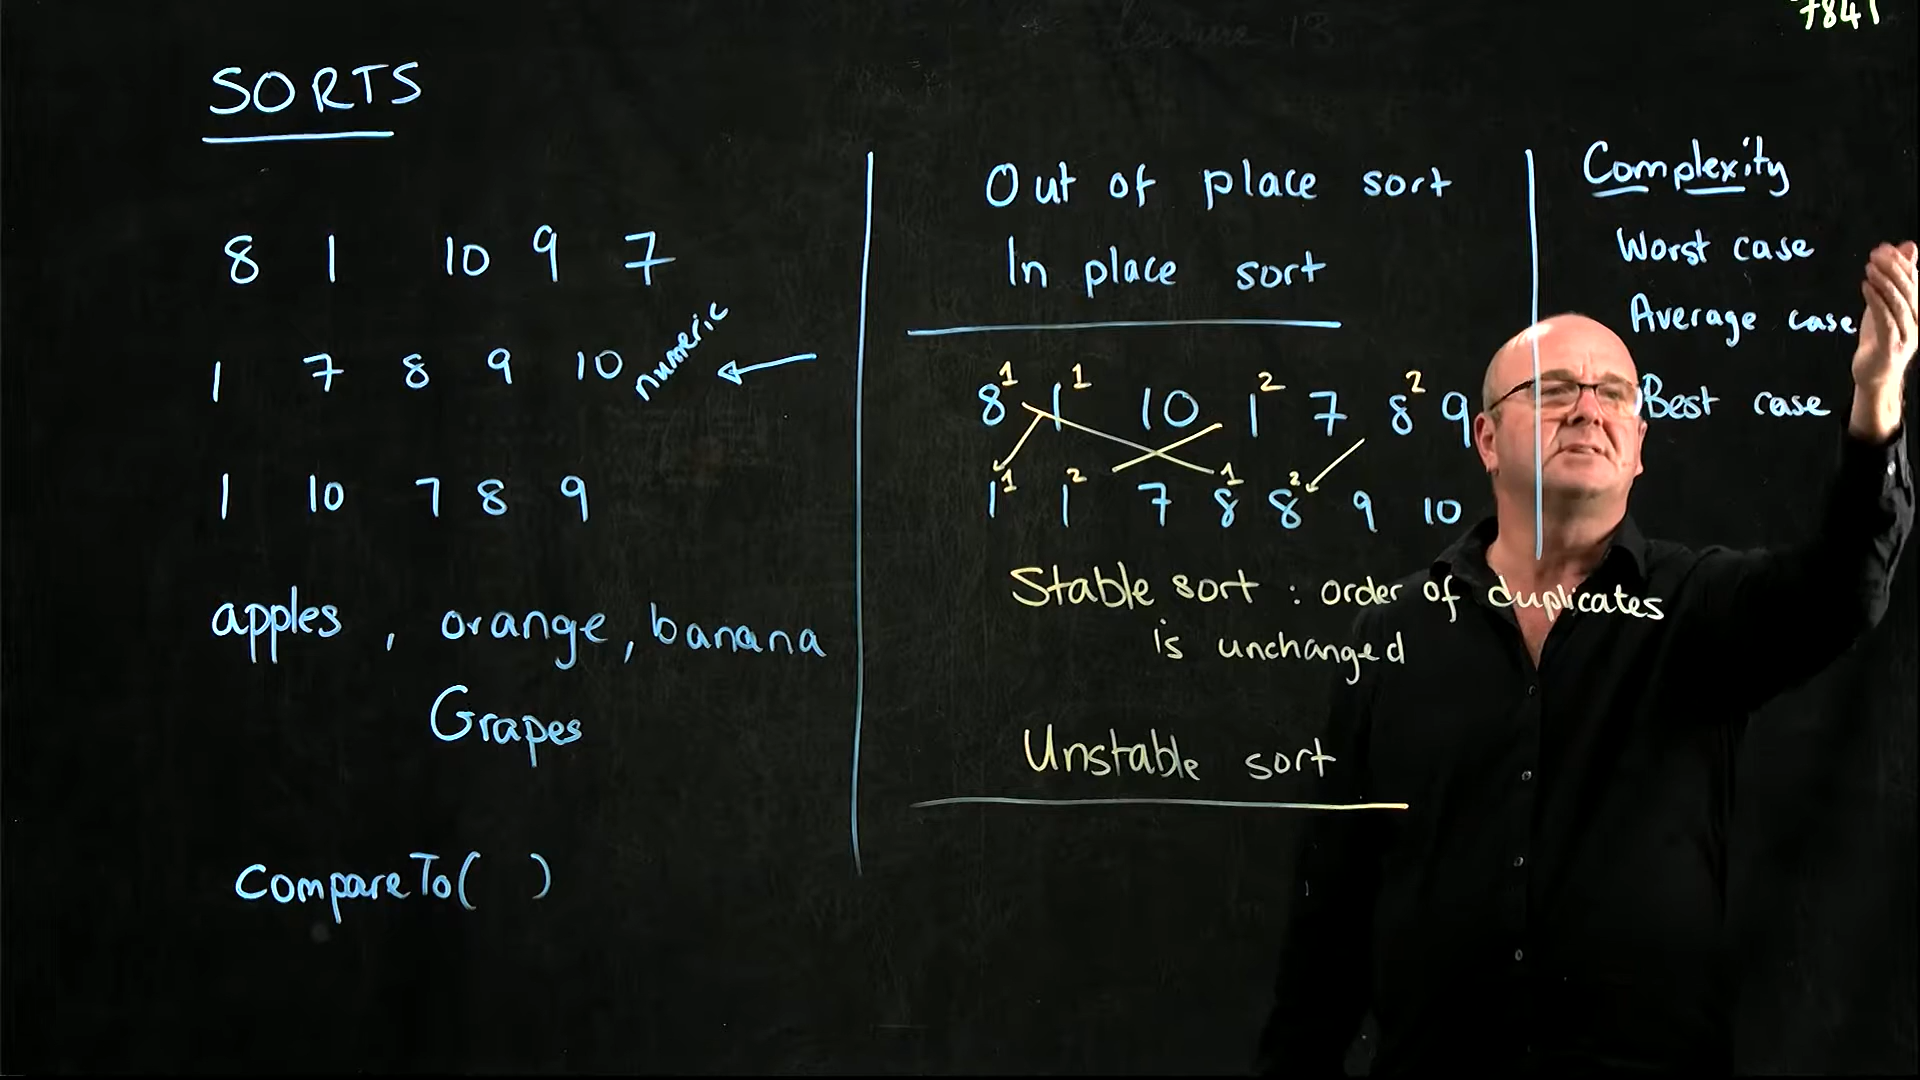 7841
SORTS
8 1 10 9 7
1 7 8 9 10 numeric
1 10 7 8 9
apples, orange, banana
Grapes
CompareTo( )
Out of place sort
In place sort
8¹ 1¹ 10 1² 7 8² 9
1¹ 1² 7 8¹ 8² 9 10
Stable sort : order of duplicates
is unchanged
Unstable sort
Complexity
Worst case
Average case
Best case